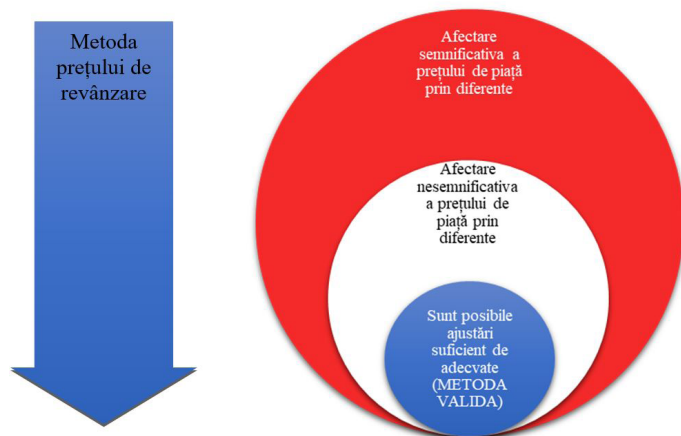 Metoda
prețului de
revânzare
Afectare
semnificativa a
prețului de piață
prin diferente
Afectare
nesemnificativa
a prețului de
piață prin
diferente
Sunt posibile
ajustări
suficient de
adecvate
(METODA
VALIDA)